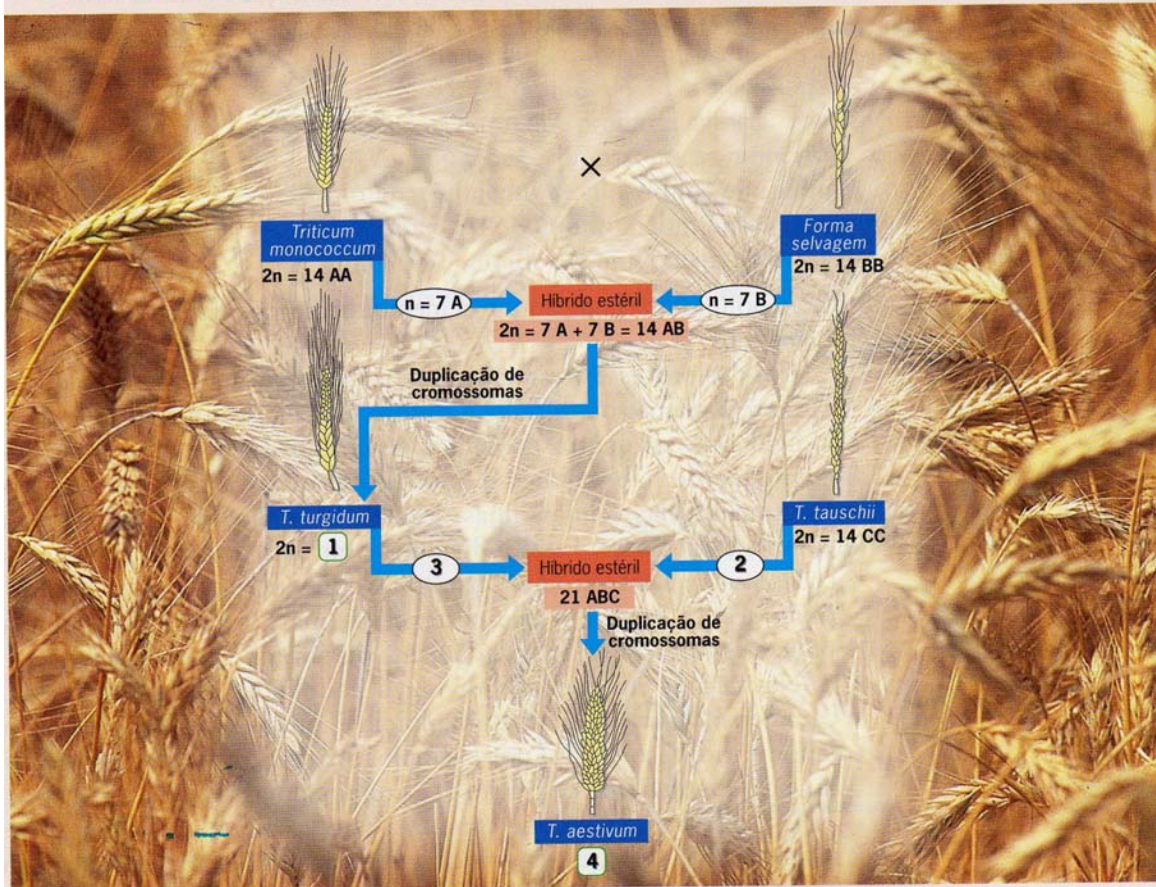 ×
Triticum
monococcum
2n = 14 AA
Forma
selvagem
2n = 14 BB
n = 7 A
Híbrido estéril
n = 7 B
2n = 7 A + 7 B = 14 AB
Duplicação de
cromossomas
T. turgidum
2n = 1
T. tauschii
2n = 14 CC
3
Híbrido estéril
2
21 ABC
Duplicação de
cromossomas
T. aestivum
4